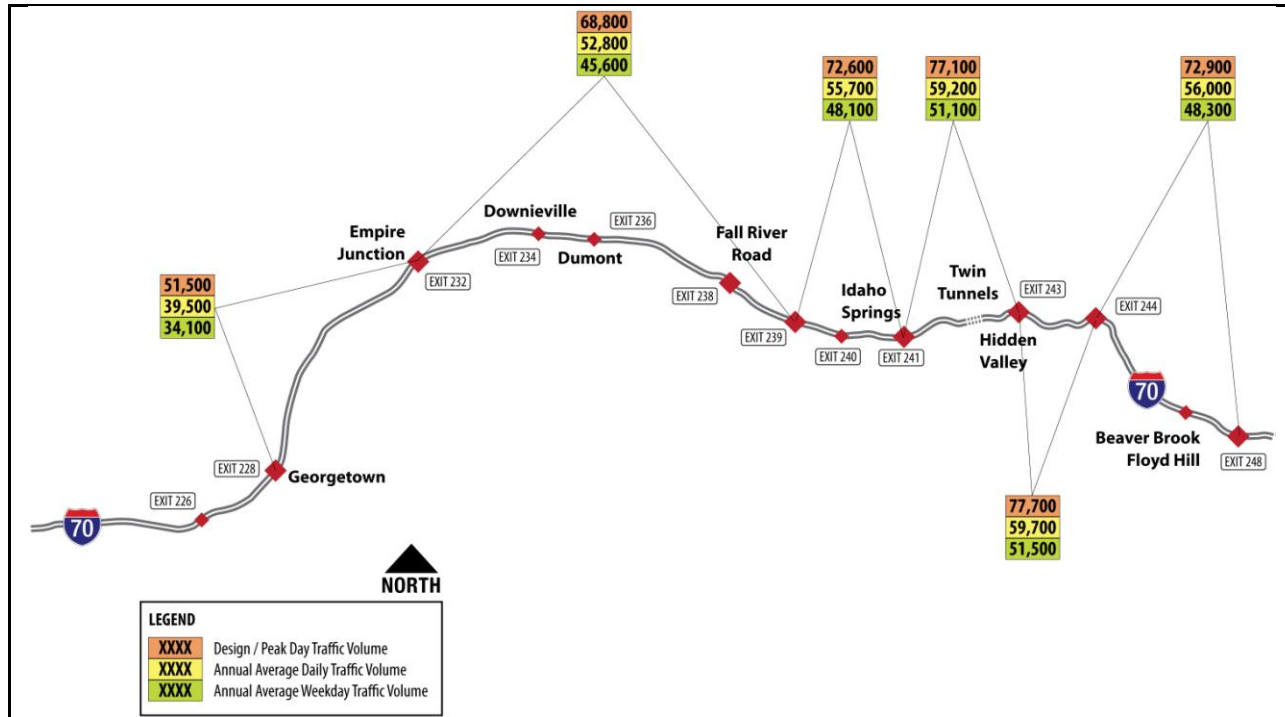 68,800
52,800
45,600
72,600
55,700
48,100
77,100
59,200
51,100
72,900
56,000
48,300
Downieville
EXIT 236
Empire
Junction
Fall River
Road
EXIT 234
Dumont
EXIT 232
51,500
39,500
34,100
EXIT 238
Idaho
Springs
Twin
Tunnels
EXIT 243
EXIT 244
EXIT 239
EXIT 240
EXIT 241
Hidden
Valley
70
Beaver Brook
Floyd Hill
EXIT 248
EXIT 228
Georgetown
EXIT 226
70
77,700
59,700
51,500
NORTH
LEGEND
XXXX Design / Peak Day Traffic Volume
XXXX Annual Average Daily Traffic Volume
XXXX Annual Average Weekday Traffic Volume